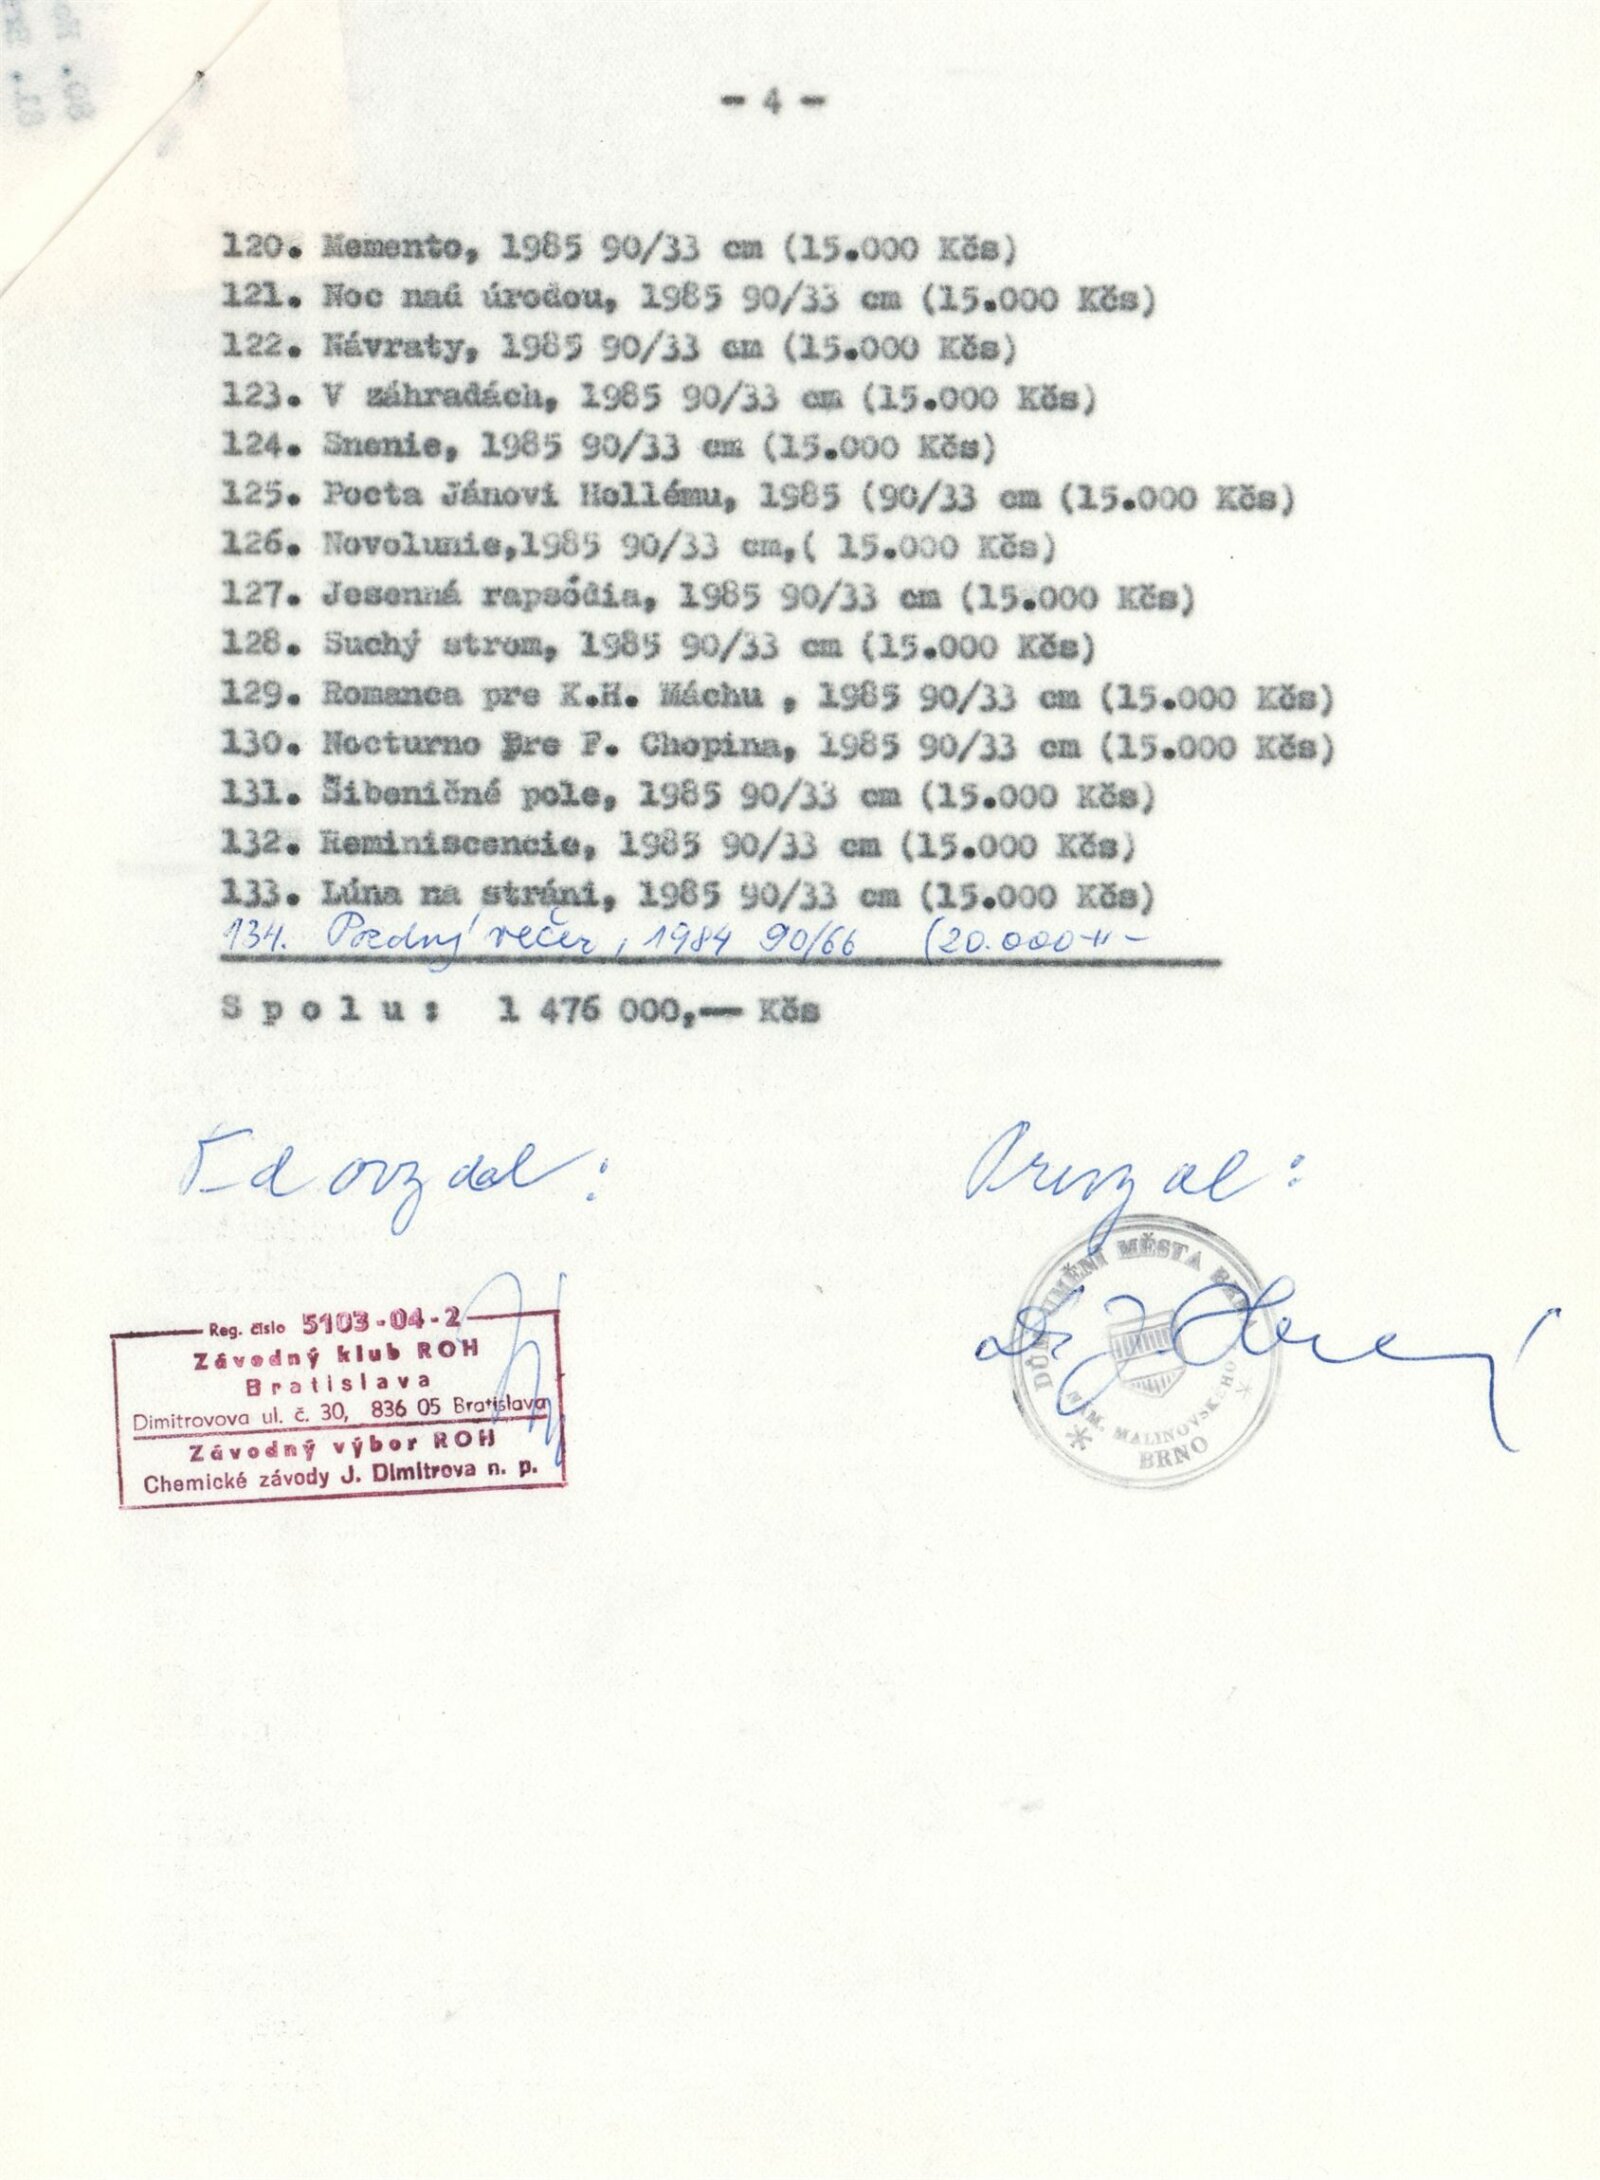 - 4 -
120. Memento, 1985 90/33 cm (15.000 Kčs)
121. Noc nad úrodou, 1985 90/33 cm (15.000 Kčs)
122. Návraty, 1985 90/33 cm (15.000 Kčs)
123. V záhradách, 1985 90/33 cm (15.000 Kčs)
124. Snenie, 1985 90/33 cm (15.000 Kčs)
125. Pocta Jánovi Hollému, 1985 (90/33 cm (15.000 Kčs)
126. Novolunie,1985 90/33 cm,( 15.000 Kčs)
127. Jesenná rapsódia, 1985 90/33 cm (15.000 Kčs)
128. Suchý strom, 1985 90/33 cm (15.000 Kčs)
129. Romanca pre K.H. Máchu , 1985 90/33 cm (15.000 Kčs)
130. Nocturno pre F. Chopina, 1985 90/33 cm (15.000 Kčs)
131. Šibeničné pole, 1985 90/33 cm (15.000 Kčs)
132. Reminiscencie, 1985 90/33 cm (15.000 Kčs)
133. Lúna na stráni, 1985 90/33 cm (15.000 Kčs)
134. Pozdný večer, 1984 90/66 (20.000 -"-
S p o l u : 1 476 000,-- Kčs
Prevzal:
Reg. číslo 5103-04-2
Závodný klub ROH
Bratislava
Dimitrovova ul. č. 30, 836 05 Bratislava
Závodný výbor ROH
Chemické závody J. Dimitrova n. p.
DŮM UMĚNÍ MĚSTA BRNA
NÁM. MALINOVSKÉHO
BRNO
Dr. J.